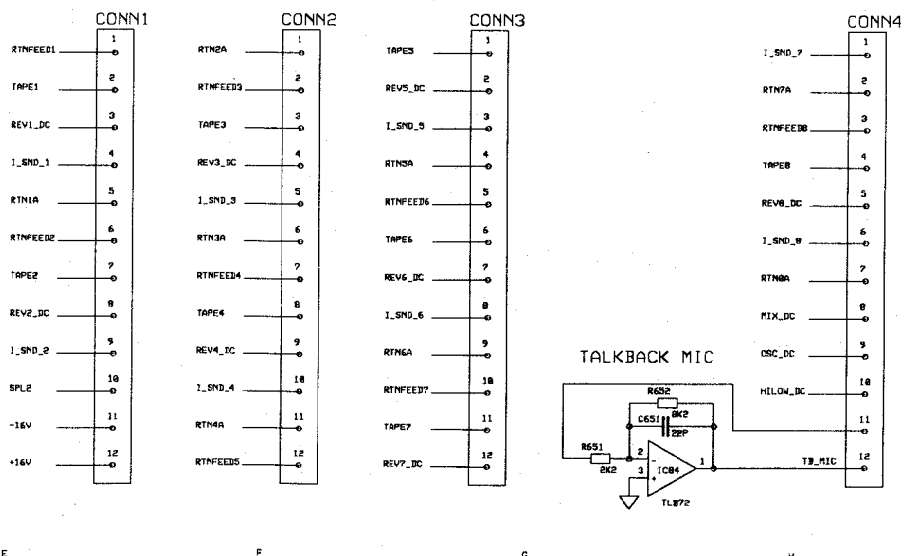 CONN1
RTNFEED1 1
TAPE1 2
REV1_DC 3
I_SND_1 4
RTN1A 5
RTNFEED2 6
TAPE2 7
REV2_DC 8
I_SND_2 9
SPL2 10
-16V 11
+16V 12
CONN2
RTN2A 1
RTNFEED3 2
TAPE3 3
REV3_DC 4
I_SND_3 5
RTN3A 6
RTNFEED4 7
TAPE4 8
REV4_DC 9
I_SND_4 10
RTN4A 11
RTNFEED5 12
CONN3
TAPE5 1
REV5_DC 2
I_SND_5 3
RTN5A 4
RTNFEED6 5
TAPE6 6
REV6_DC 7
I_SND_6 8
RTN6A 9
RTNFEED7 10
TAPE7 11
REV7_DC 12
CONN4
I_SND_7 1
RTN7A 2
RTNFEED8 3
TAPE8 4
REV8_DC 5
I_SND_8 6
RTN8A 7
MIX_DC 8
OSC_DC 9
HILOW_DC 10
11
TB_MIC 12
TALKBACK MIC
R652
8K2
C651
22P
R651
2K2
2
-
3
+
IC84
1
TL072
E F G H